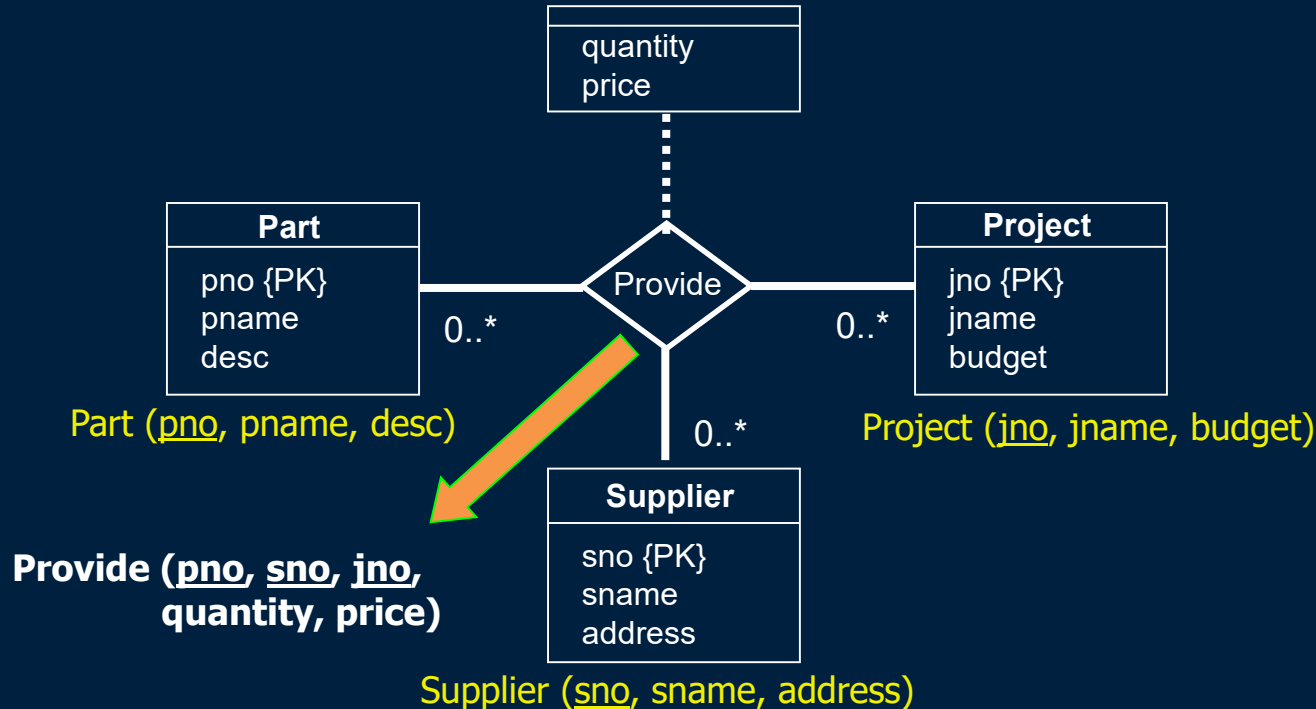 quantity
price
Part
pno {PK}
pname
desc
Provide
Project
jno {PK}
jname
budget
0..*
0..*
0..*
Part (pno, pname, desc)
Project (jno, jname, budget)
Supplier
sno {PK}
sname
address
Provide (pno, sno, jno,
quantity, price)
Supplier (sno, sname, address)